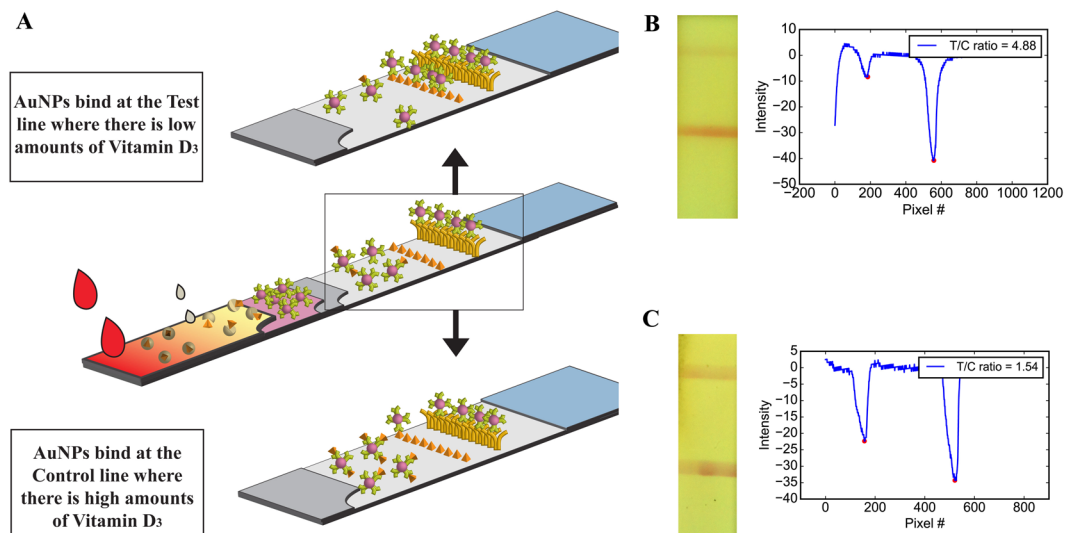 A
AuNPs bind at the Test
line where there is low
amounts of Vitamin D₃
AuNPs bind at the
Control line where
there is high amounts
of Vitamin D₃
B
T/C ratio = 4.88
10
0
−10
−20
−30
−40
−50
Intensity
−200 0 200 400 600 800 1000 1200
Pixel #
C
T/C ratio = 1.54
5
0
−5
−10
−15
−20
−25
−30
−35
−40
Intensity
0 200 400 600 800
Pixel #